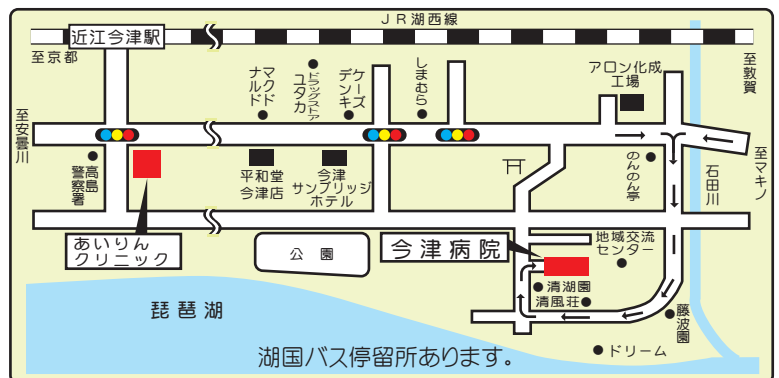 JR湖西線
近江今津駅
至京都
至敦賀
マクド
ナルド
ドラッグストア
ユタカ
ケーズ
デンキ
しまむら
アロン化成
工場
至安曇川
至マキノ
高島
警察署
平和堂
今津店
今津
サンブリッジ
ホテル
のんのん亭
石田川
あいりん
クリニック
公園
今津病院
地域交流
センター
清湖園
清風荘
藤波園
琵琶湖
ドリーム
湖国バス停留所あります。